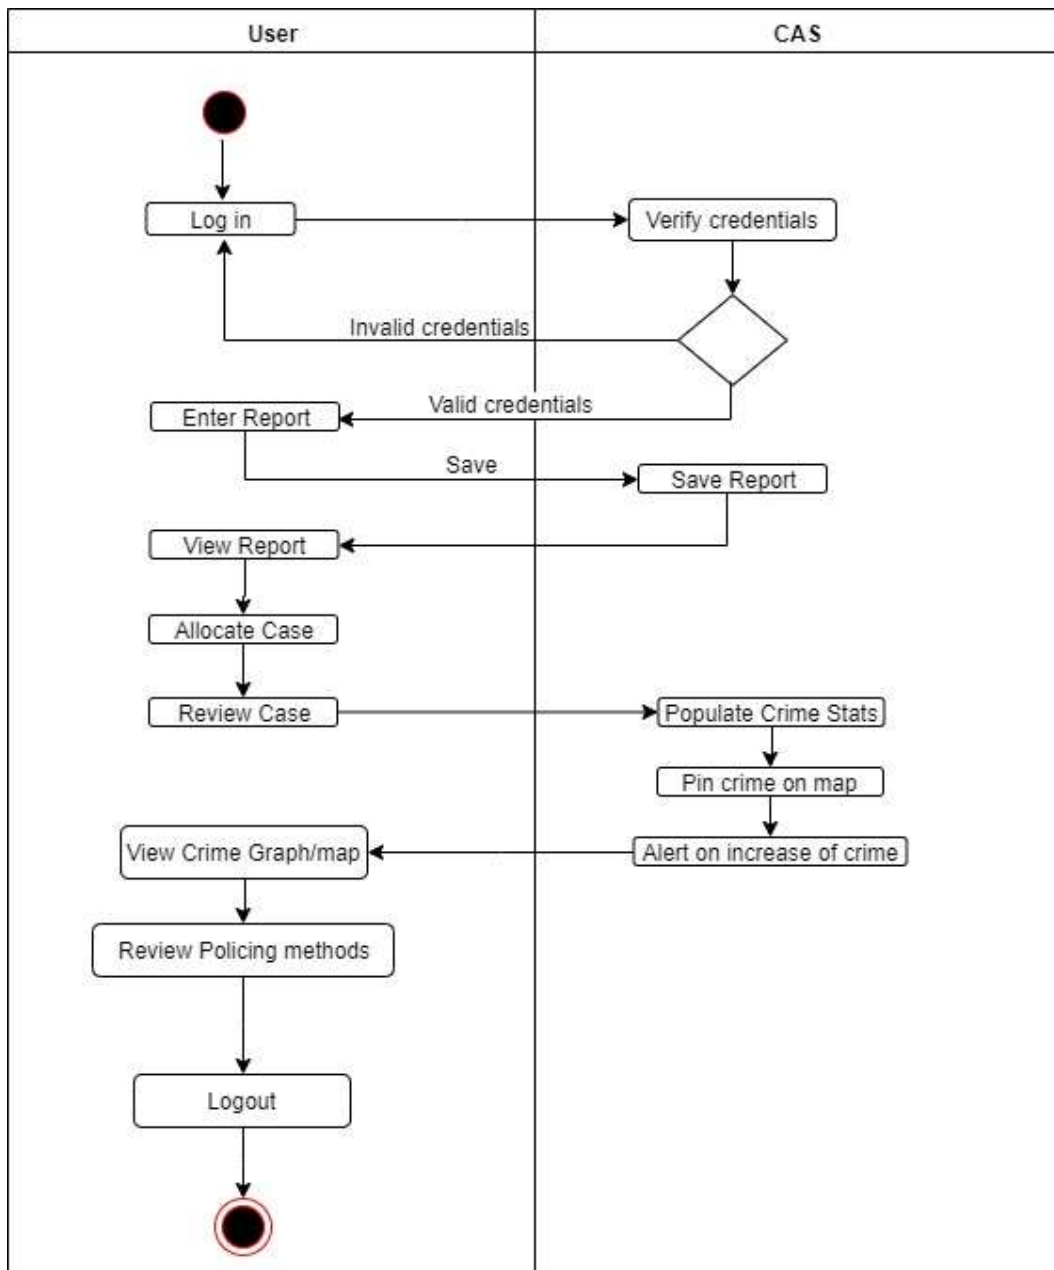 User
CAS
Log in
Verify credentials
Invalid credentials
Valid credentials
Enter Report
Save
Save Report
View Report
Allocate Case
Review Case
Populate Crime Stats
Pin crime on map
View Crime Graph/map
Alert on increase of crime
Review Policing methods
Logout